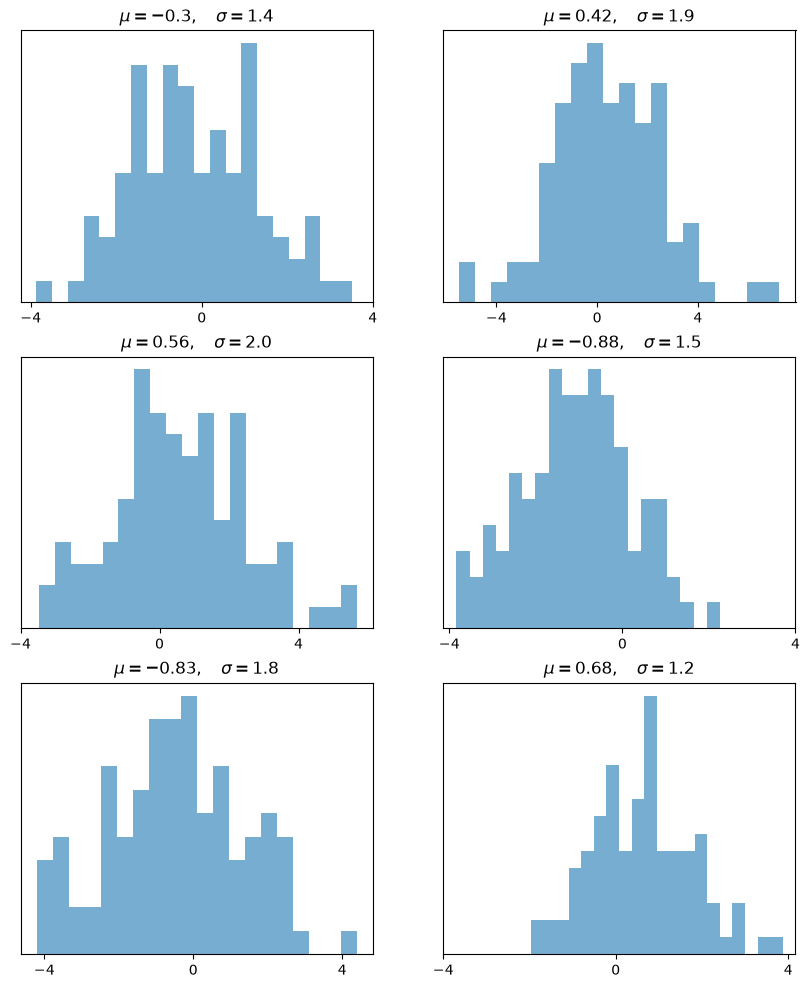 μ = −0.3,    σ = 1.4
−4 0 4
μ = 0.42,    σ = 1.9
−4 0 4
μ = 0.56,    σ = 2.0
−4 0 4
μ = −0.88,    σ = 1.5
−4 0 4
μ = −0.83,    σ = 1.8
−4 0 4
μ = 0.68,    σ = 1.2
−4 0 4